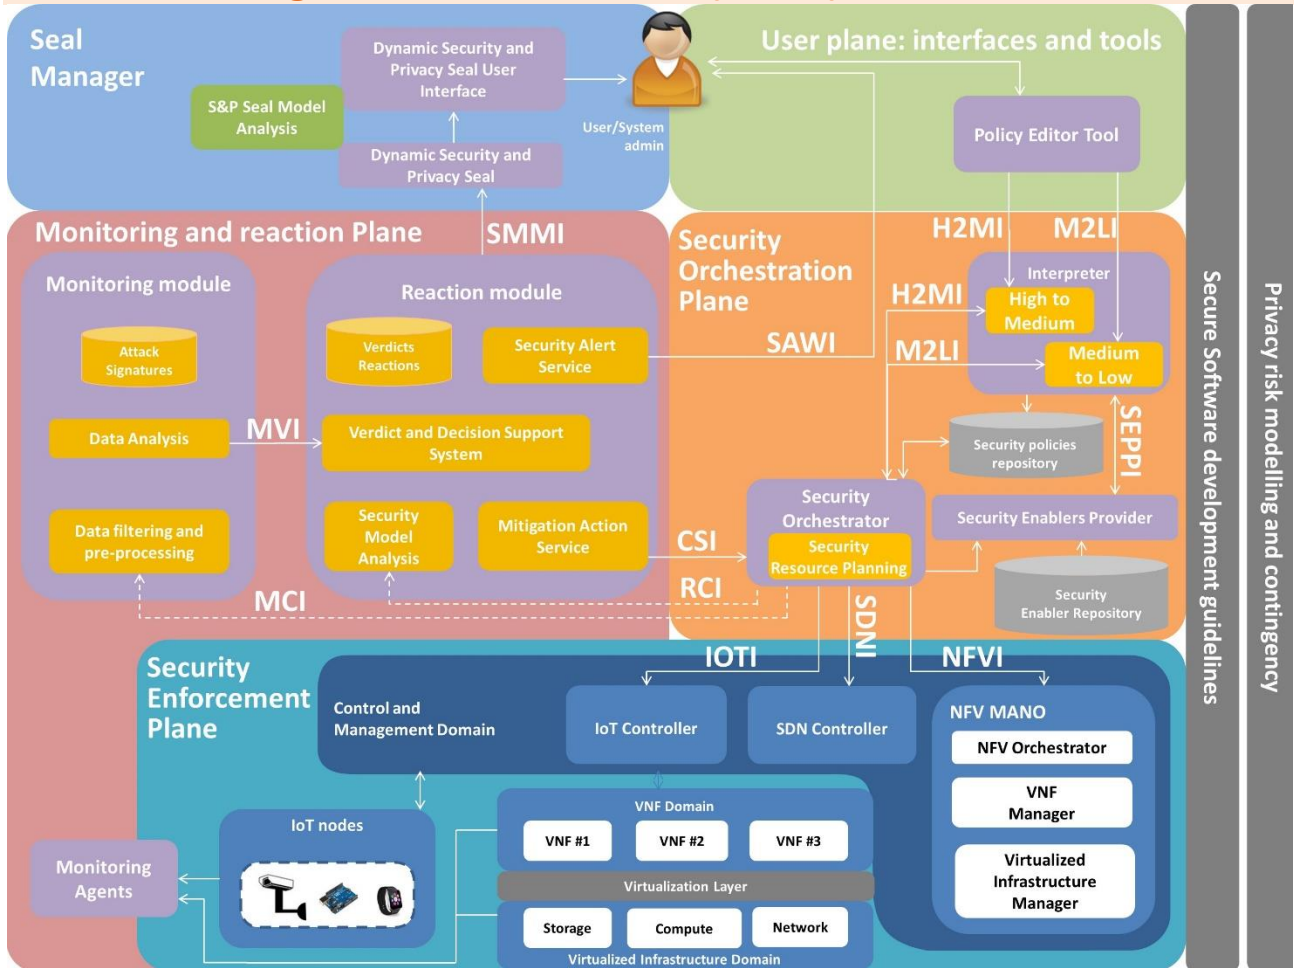 Seal
Manager
Dynamic Security and
Privacy Seal User
Interface
S&P Seal Model
Analysis
Dynamic Security and
Privacy Seal
User/System
admin
User plane: interfaces and tools
Policy Editor Tool
Monitoring and reaction Plane
SMMI
Monitoring module
Attack
Signatures
Data Analysis
Data filtering and
pre-processing
MVI
Reaction module
Verdicts
Reactions
Security Alert
Service
Verdict and Decision Support
System
Security
Model
Analysis
Mitigation Action
Service
MCI
RCI
CSI
SAWI
Security
Orchestration
Plane
H2MI
M2LI
Interpreter
H2MI
High to
Medium
M2LI
Medium
to Low
SEPPI
Security policies
repository
Security
Orchestrator
Security
Resource Planning
Security Enablers Provider
Security
Enabler Repository
Security
Enforcement
Plane
IOTI
SDNI
NFVI
Control and
Management Domain
IoT Controller
SDN Controller
NFV MANO
NFV Orchestrator
VNF
Manager
Virtualized
Infrastructure
Manager
IoT nodes
Monitoring
Agents
VNF Domain
VNF #1
VNF #2
VNF #3
Virtualization Layer
Storage
Compute
Network
Virtualized Infrastructure Domain
Secure Software development guidelines
Privacy risk modelling and contingency